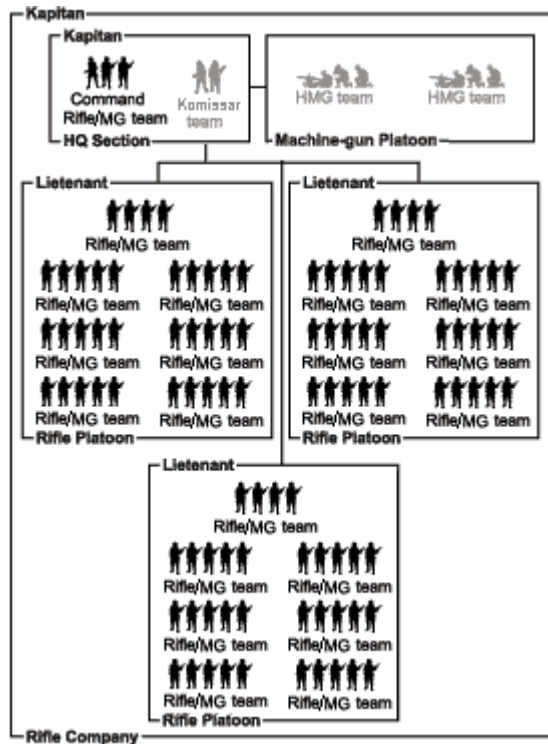 Kapitan
Kapitan
Command
Rifle/MG team
Komissar
team
HQ Section
HMG team
HMG team
Machine-gun Platoon
Lietenant
Rifle/MG team
Rifle/MG team
Rifle/MG team
Rifle/MG team
Rifle/MG team
Rifle/MG team
Rifle/MG team
Rifle Platoon
Lietenant
Rifle/MG team
Rifle/MG team
Rifle/MG team
Rifle/MG team
Rifle/MG team
Rifle/MG team
Rifle/MG team
Rifle Platoon
Lietenant
Rifle/MG team
Rifle/MG team
Rifle/MG team
Rifle/MG team
Rifle/MG team
Rifle/MG team
Rifle/MG team
Rifle Platoon
Rifle Company